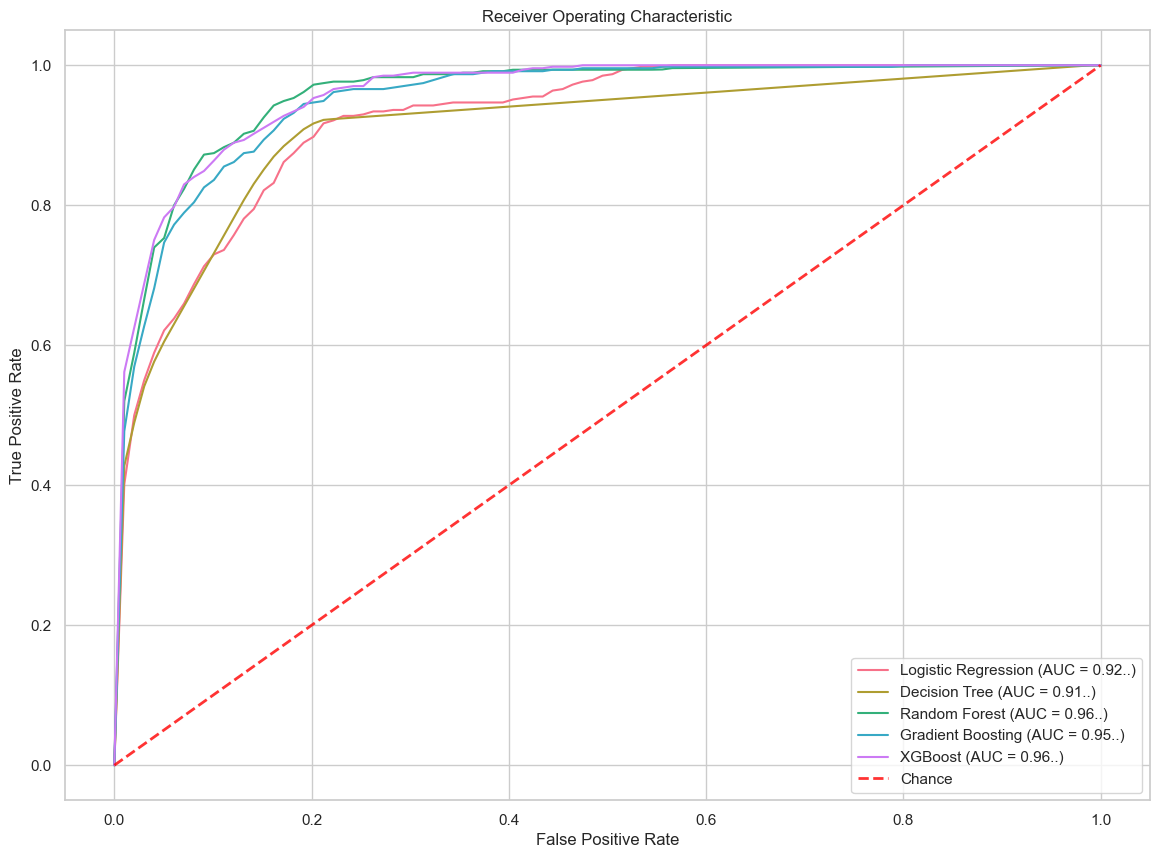 Receiver Operating Characteristic
1.0
0.8
0.6
0.4
0.2
0.0
True Positive Rate
0.0 0.2 0.4 0.6 0.8 1.0
False Positive Rate
Logistic Regression (AUC = 0.92..)
Decision Tree (AUC = 0.91..)
Random Forest (AUC = 0.96..)
Gradient Boosting (AUC = 0.95..)
XGBoost (AUC = 0.96..)
Chance